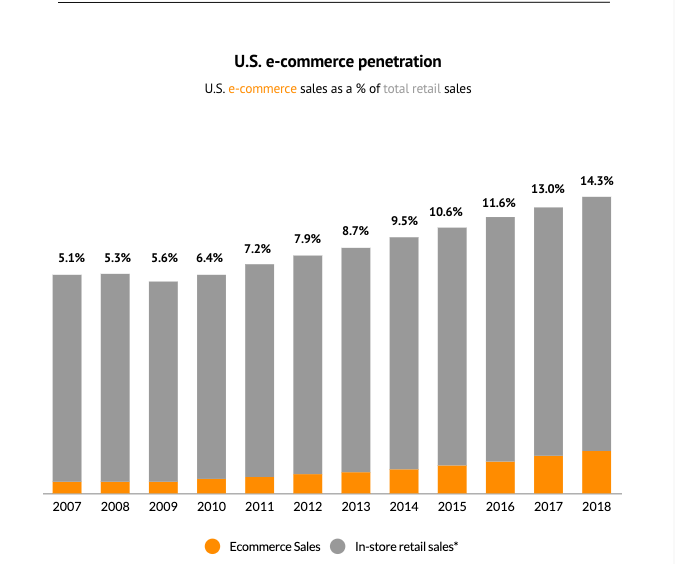 U.S. e-commerce penetration
U.S. e-commerce sales as a % of total retail sales
5.1% 5.3% 5.6% 6.4% 7.2% 7.9% 8.7% 9.5% 10.6% 11.6% 13.0% 14.3%
2007 2008 2009 2010 2011 2012 2013 2014 2015 2016 2017 2018
Ecommerce Sales In-store retail sales*